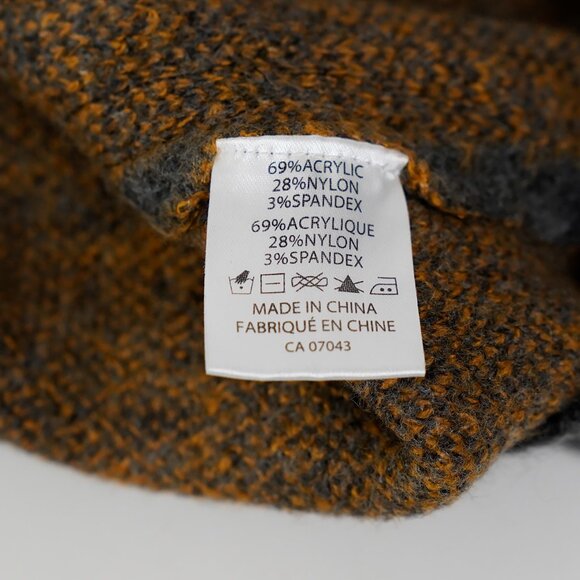 69%ACRYLIC
28%NYLON
3%SPANDEX
69%ACRYLIQUE
28%NYLON
3%SPANDEX
MADE IN CHINA
FABRIQUÉ EN CHINE
CA 07043